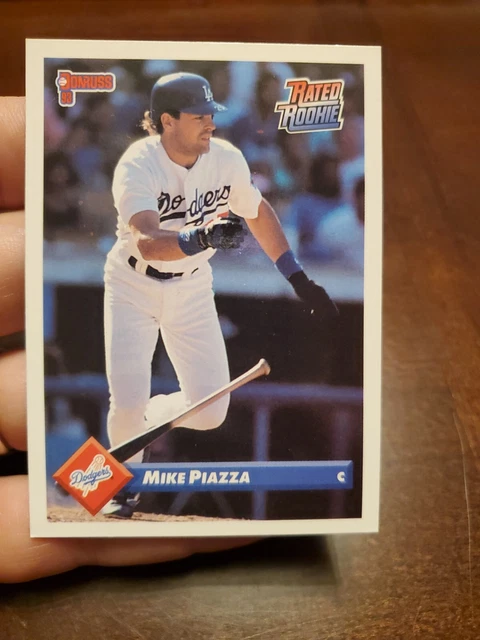 DONRUSS
93
RATED
ROOKIE
LA
Dodgers
Dodgers
MIKE PIAZZA
C